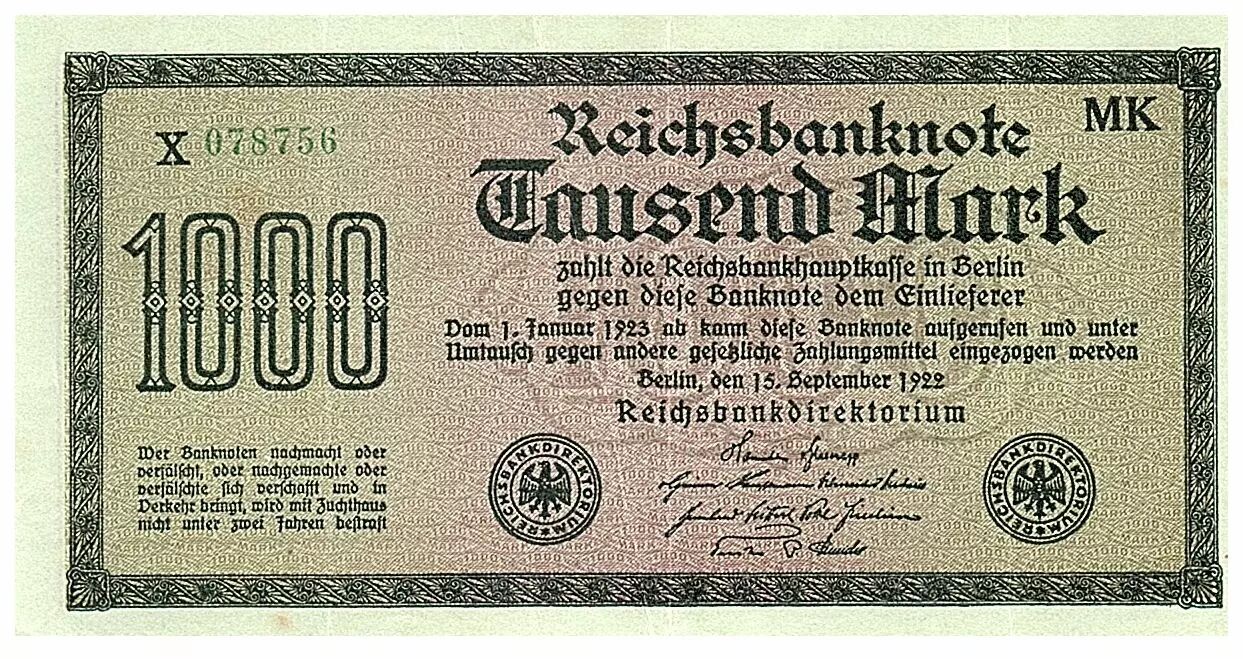 X 078756
MK
Reichsbanknote
Tausend Mark
1000
zahlt die Reichsbankhauptkasse in Berlin
gegen diese Banknote dem Einlieferer
Vom 1. Januar 1923 ab kann diese Banknote aufgerufen und unter
Umtausch gegen andere gesetzliche Zahlungsmittel eingezogen werden
Berlin, den 15. September 1922
Reichsbankdirektorium
Wer Banknoten nachmacht oder
verfälscht, oder nachgemachte oder
verfälschte sich verschafft und in
Verkehr bringt, wird mit Zuchthaus
nicht unter zwei Jahren bestraft
REICHSBANKDIREKTORIUM
REICHSBANKDIREKTORIUM